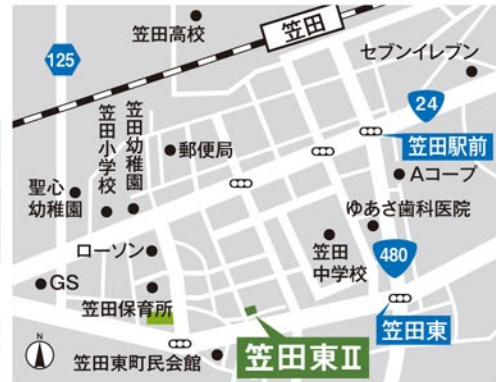 笠田高校
笠田
セブンイレブン
125
24
笠田幼稚園
笠田小学校
郵便局
笠田駅前
Aコープ
聖心
幼稚園
ゆあさ歯科医院
ローソン
笠田
中学校
480
GS
笠田保育所
笠田東
N
笠田東町民会館
笠田東Ⅱ